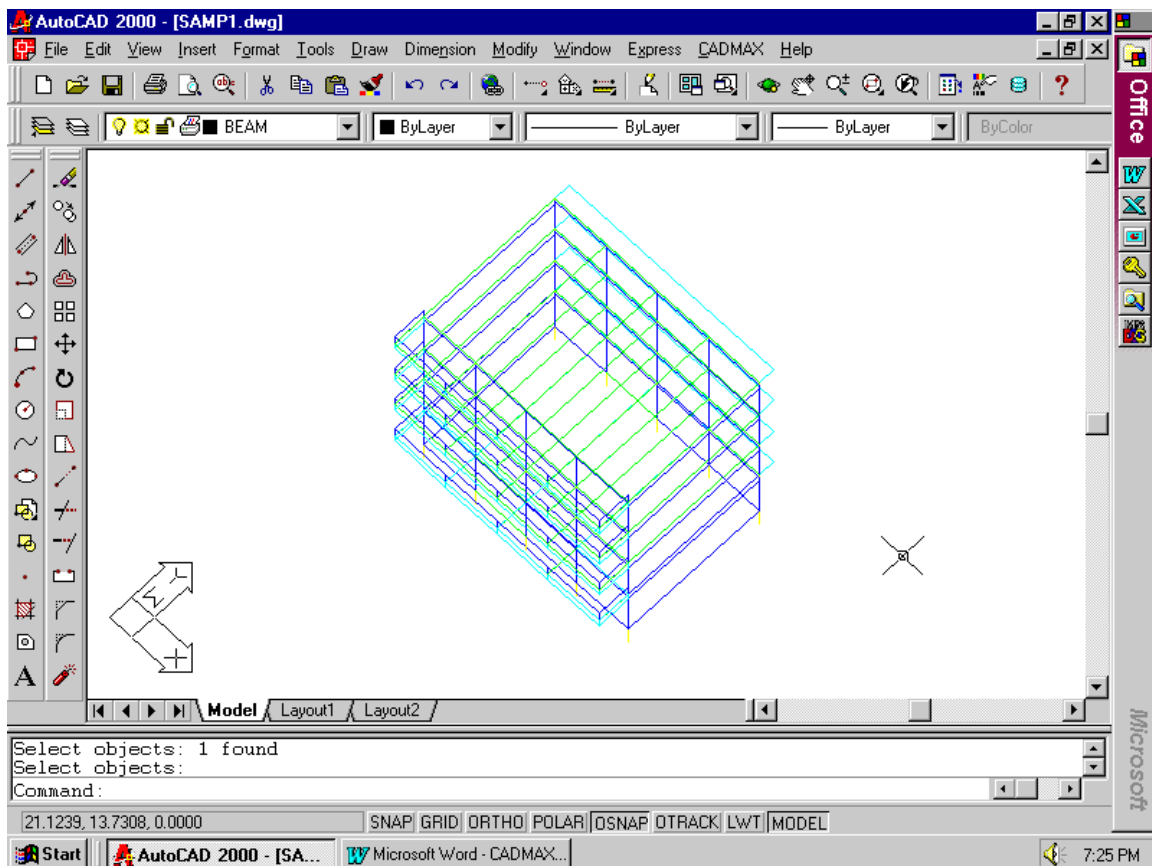 AutoCAD 2000 - [SAMP1.dwg]
File Edit View Insert Format Tools Draw Dimension Modify Window Express CADMAX Help
BEAM ByLayer ByLayer ByLayer ByColor
Office
Model Layout1 Layout2
Select objects: 1 found
Select objects:
Command:
21.1239, 13.7308, 0.0000 SNAP GRID ORTHO POLAR OSNAP OTRACK LWT MODEL
Microsoft
Start AutoCAD 2000 - [SA... Microsoft Word - CADMAX... 7:25 PM